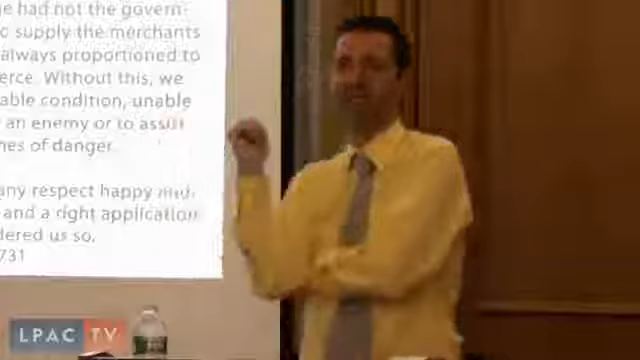 had not the govern-
supply the merchants
always proportioned to
erce. Without this, we
able condition, unable
an enemy or to assist
nes of danger.
any respect happy and
and a right application
dered us so,
731
LPAC TV